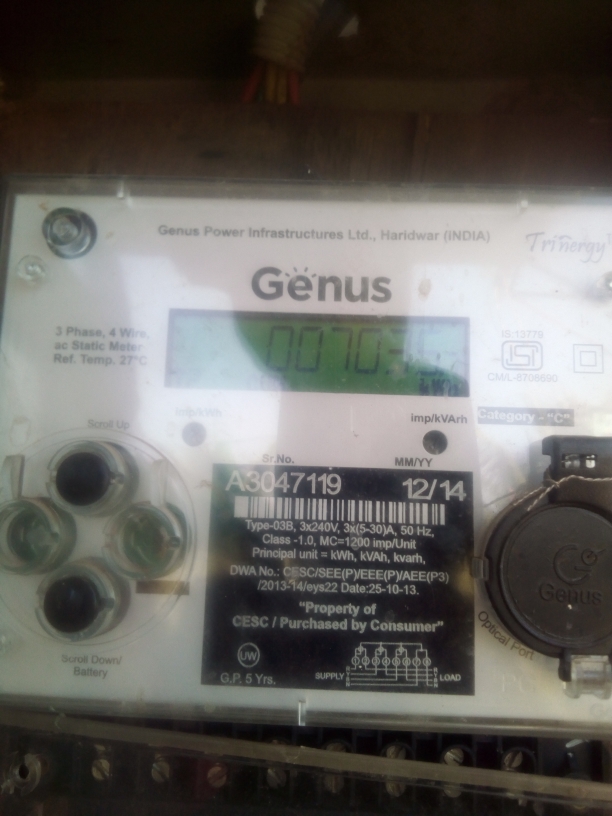 Genus Power Infrastructures Ltd., Haridwar (INDIA)
Genus
3 Phase, 4 Wire,
ac Static Meter
Ref. Temp. 27°C
IS:13779
CM/L-8708690
imp/kWh
imp/kVArh
Category - "C"
Scroll Up
Sr.No.
MM/YY
A3047119
12/14
Type-03B, 3x240V, 3x(5-30)A, 50 Hz,
Class -1.0, MC=1200 imp/Unit
Principal unit = kWh, kVAh, kvarh,
DWA No.: CESC/SEE(P)/EEE(P)/AEE(P3)
/2013-14/eys22 Date:25-10-13.
"Property of
CESC / Purchased by Consumer"
UW
G.P. 5 Yrs.
SUPPLY
LOAD
Scroll Down/
Battery
Genus
Optical Port